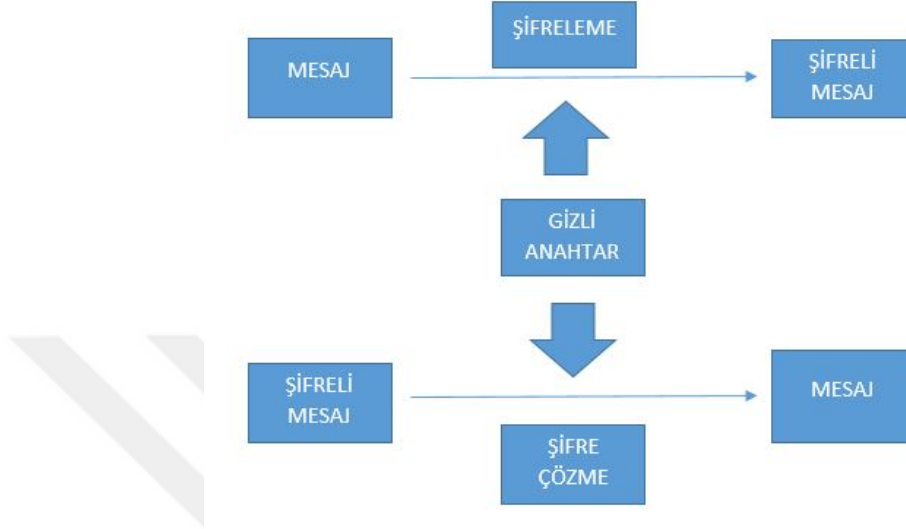 ŞİFRELEME
MESAJ
ŞİFRELİ
MESAJ
GİZLİ
ANAHTAR
ŞİFRELİ
MESAJ
MESAJ
ŞİFRE
ÇÖZME